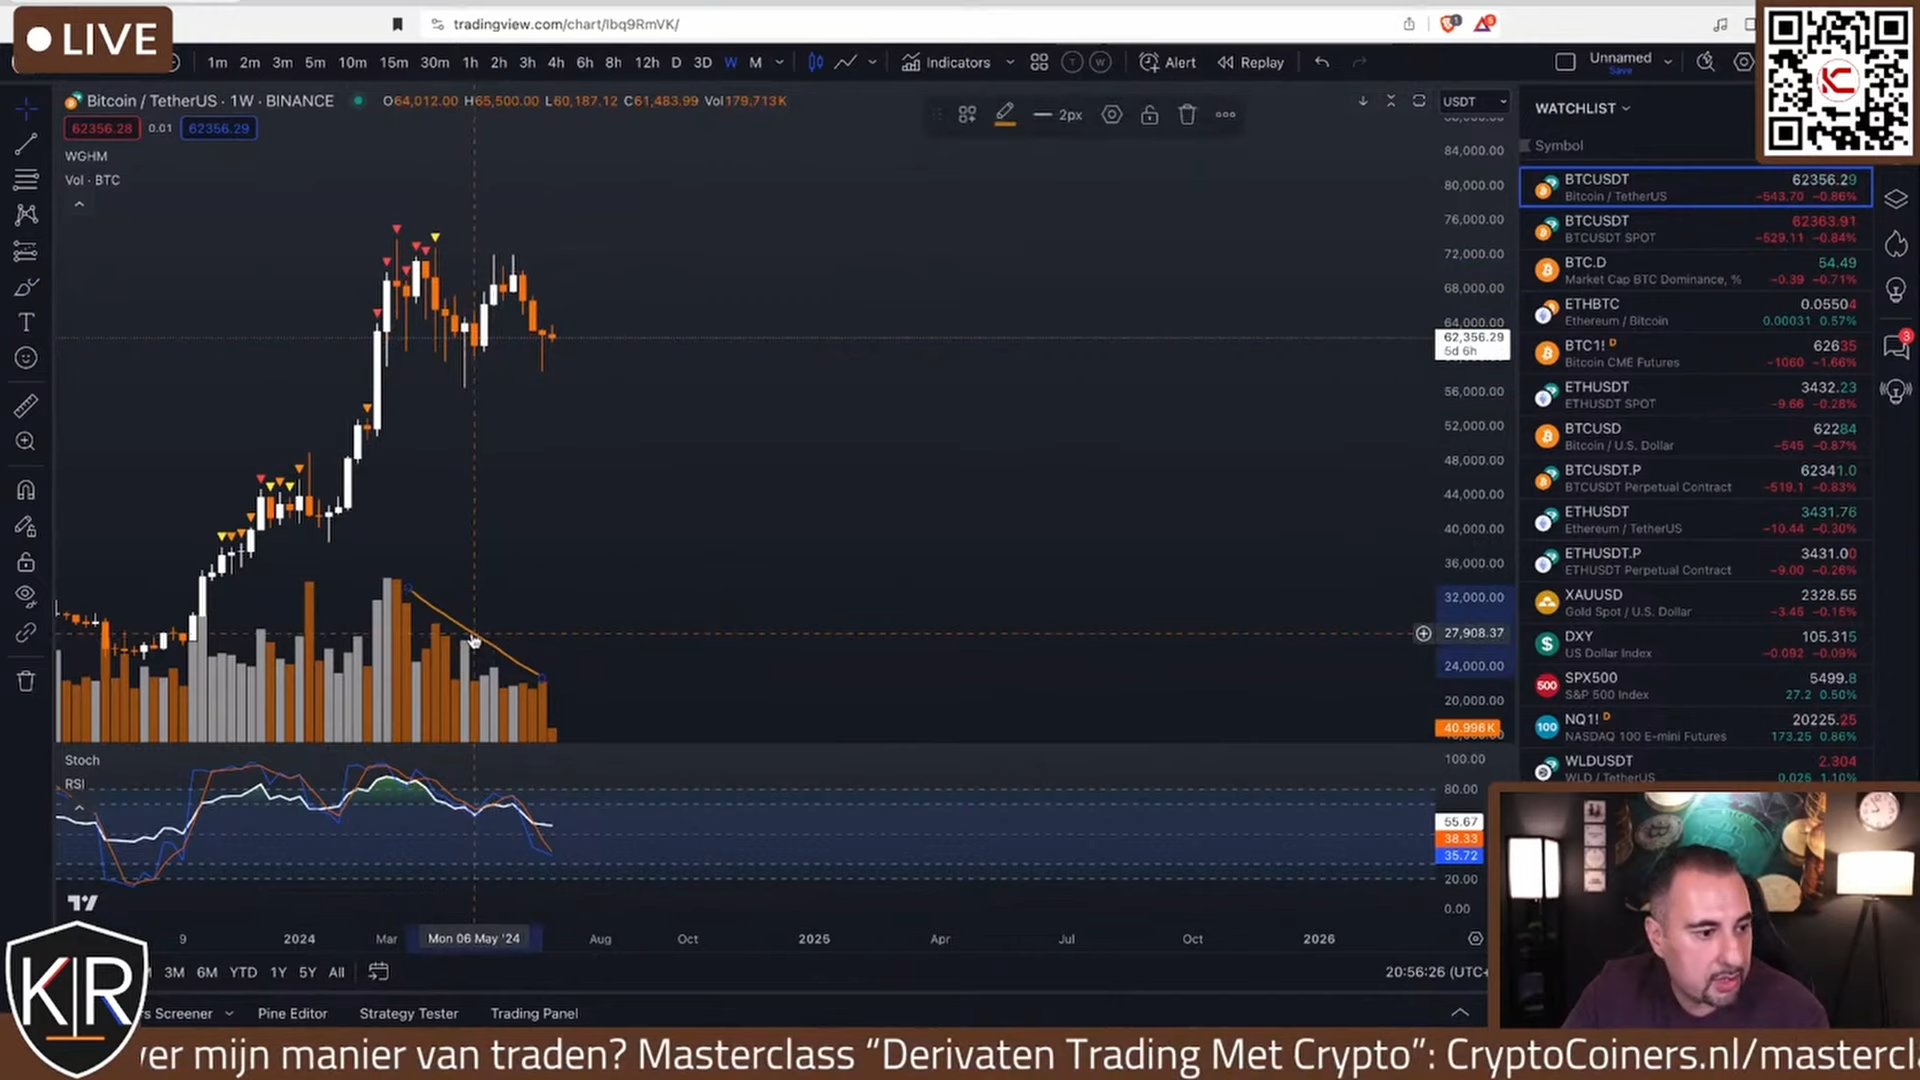 LIVE
tradingview.com/chart/lbq9RmVK/
1m 2m 3m 5m 10m 15m 30m 1h 2h 3h 4h 6h 8h 12h D 3D W M
Indicators
Alert
Replay
Unnamed
Save
Bitcoin / TetherUS · 1W · BINANCE
O64,012.00 H65,500.00 L60,187.12 C61,483.99 Vol179,713K
62356.28 0.01 62356.29
WGHM
Vol · BTC
2px
USDT
84,000.00
80,000.00
76,000.00
72,000.00
68,000.00
64,000.00
62,356.29
5d 6h
56,000.00
52,000.00
48,000.00
44,000.00
40,000.00
36,000.00
32,000.00
27,908.37
24,000.00
20,000.00
40.996K
Stoch
RSI
100.00
80.00
55.67
38.33
35.72
20.00
0.00
9 2024 Mar Mon 06 May '24 Aug Oct 2025 Apr Jul Oct 2026
3M 6M YTD 1Y 5Y All
20:56:26 (UTC+
rs Screener Pine Editor Strategy Tester Trading Panel
WATCHLIST
Symbol
BTCUSDT 62356.29
Bitcoin / TetherUS −543.70 −0.86%
BTCUSDT 62363.91
BTCUSDT SPOT −529.11 −0.84%
BTC.D 54.49
Market Cap BTC Dominance, % −0.39 −0.71%
ETHBTC 0.05504
Ethereum / Bitcoin 0.00031 0.57%
BTC1! D 62635
Bitcoin CME Futures −1060 −1.66%
ETHUSDT 3432.23
ETHUSDT SPOT −9.66 −0.28%
BTCUSD 62284
Bitcoin / U.S. Dollar −545 −0.87%
BTCUSDT.P 62341.0
BTCUSDT Perpetual Contract −519.1 −0.83%
ETHUSDT 3431.76
Ethereum / TetherUS −10.44 −0.30%
ETHUSDT.P 3431.00
ETHUSDT Perpetual Contract −9.00 −0.26%
XAUUSD 2328.55
Gold Spot / U.S. Dollar −3.46 −0.15%
DXY 105.315
US Dollar Index −0.092 −0.09%
SPX500 5499.8
S&P 500 Index 27.2 0.50%
NQ1! D 20225.25
NASDAQ 100 E-mini Futures 173.25 0.86%
WLDUSDT 2.304
WLD / TetherUS 0.025 1.10%
3
KR
ver mijn manier van traden? Masterclass “Derivaten Trading Met Crypto”: CryptoCoiners.nl/mastercl